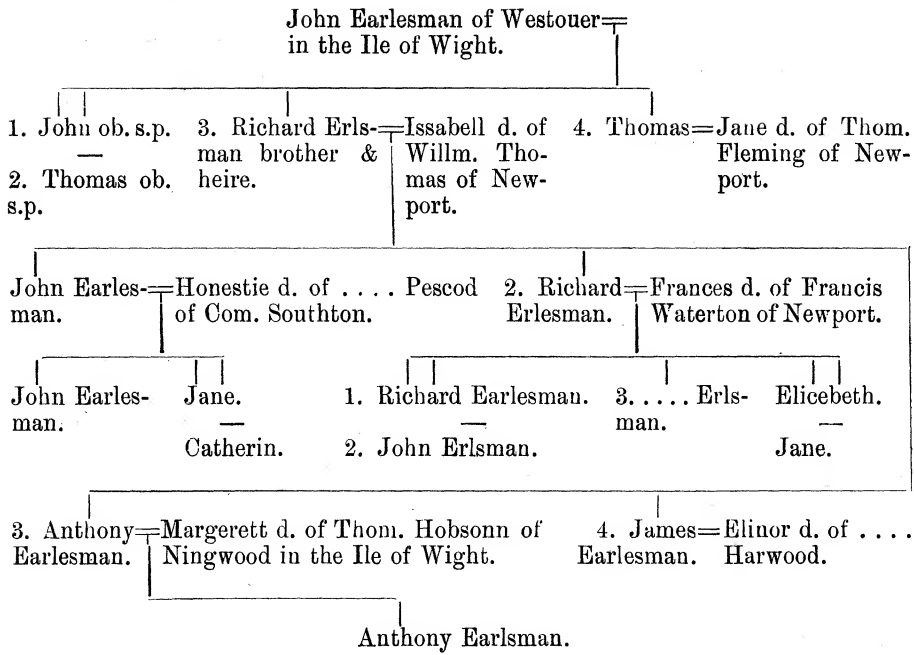 John Earlesman of Westouer
in the Ile of Wight.
1. John ob. s.p.
—
2. Thomas ob.
s.p.
3. Richard Erls-
man brother &
heire.
Issabell d. of
Willm. Tho-
mas of New-
port.
4. Thomas=Jane d. of Thom.
Fleming of New-
port.
John Earles-
man.
Honestie d. of .... Pescod
of Com. Southton.
2. Richard
Erlesman.
Frances d. of Francis
Waterton of Newport.
John Earles-
man.
Jane.
—
Catherin.
1. Richard Earlesman.
—
2. John Erlsman.
3..... Erls-
man.
Elicebeth.
—
Jane.
3. Anthony
Earlesman.
Margerett d. of Thom. Hobsonn of
Ningwood in the Ile of Wight.
4. James=Elinor d. of ....
Earlesman. Harwood.
Anthony Earlsman.